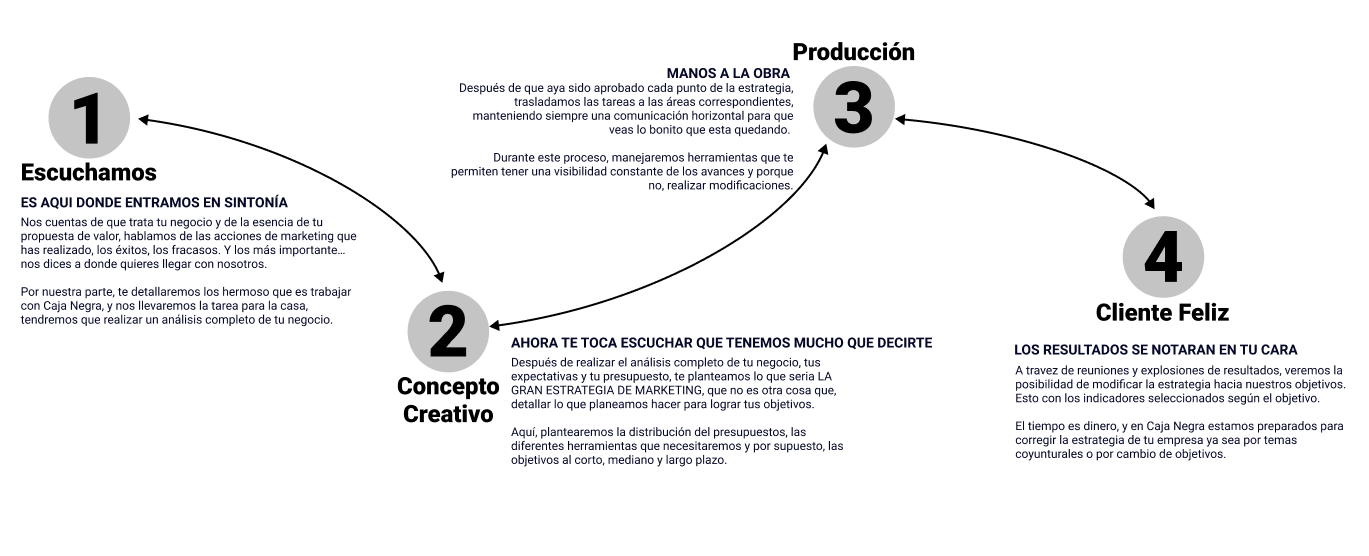 1
Escuchamos
ES AQUI DONDE ENTRAMOS EN SINTONÍA
Nos cuentas de que trata tu negocio y de la esencia de tu
propuesta de valor, hablamos de las acciones de marketing que
has realizado, los éxitos, los fracasos. Y los más importante...
nos dices a donde quieres llegar con nosotros.
Por nuestra parte, te detallaremos los hermoso que es trabajar
con Caja Negra, y nos llevaremos la tarea para la casa,
tendremos que realizar un análisis completo de tu negocio.
2
Concepto
Creativo
AHORA TE TOCA ESCUCHAR QUE TENEMOS MUCHO QUE DECIRTE
Después de realizar el análisis completo de tu negocio, tus
expectativas y tu presupuesto, te planteamos lo que seria LA
GRAN ESTRATEGIA DE MARKETING, que no es otra cosa que,
detallar lo que planeamos hacer para lograr tus objetivos.
Aquí, plantearemos la distribución del presupuestos, las
diferentes herramientas que necesitaremos y por supuesto, las
objetivos al corto, mediano y largo plazo.
Producción
3
MANOS A LA OBRA
Después de que aya sido aprobado cada punto de la estrategia,
trasladamos las tareas a las áreas correspondientes,
manteniendo siempre una comunicación horizontal para que
veas lo bonito que esta quedando.
Durante este proceso, manejaremos herramientas que te
permiten tener una visibilidad constante de los avances y porque
no, realizar modificaciones.
4
Cliente Feliz
LOS RESULTADOS SE NOTARAN EN TU CARA
A travez de reuniones y explosiones de resultados, veremos la
posibilidad de modificar la estrategia hacia nuestros objetivos.
Esto con los indicadores seleccionados según el objetivo.
El tiempo es dinero, y en Caja Negra estamos preparados para
corregir la estrategia de tu empresa ya sea por temas
coyunturales o por cambio de objetivos.